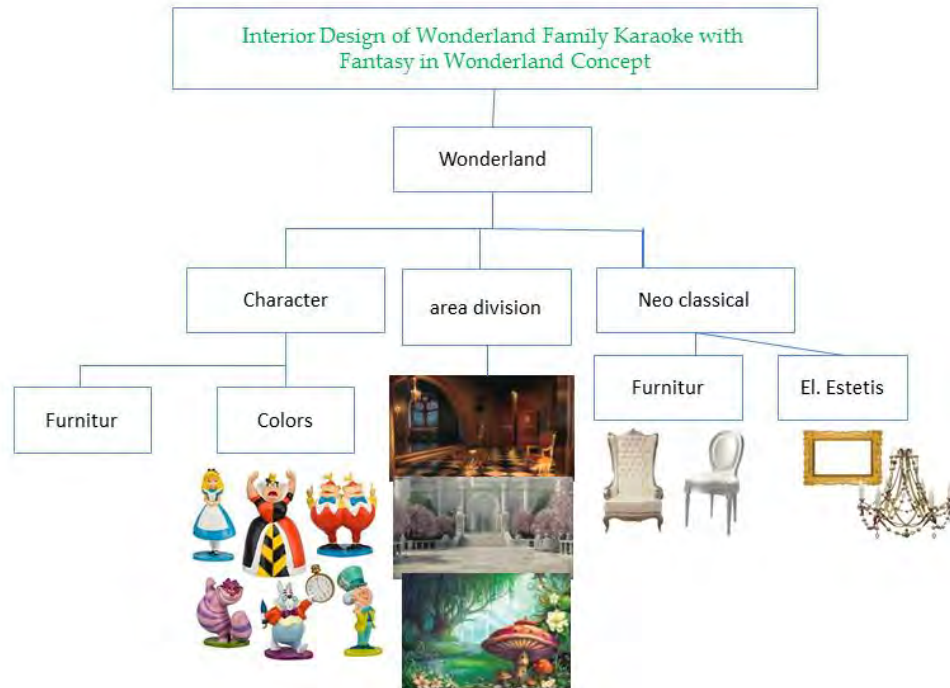 Interior Design of Wonderland Family Karaoke with
Fantasy in Wonderland Concept
Wonderland
Character
area division
Neo classical
Furnitur
Colors
Furnitur
El. Estetis